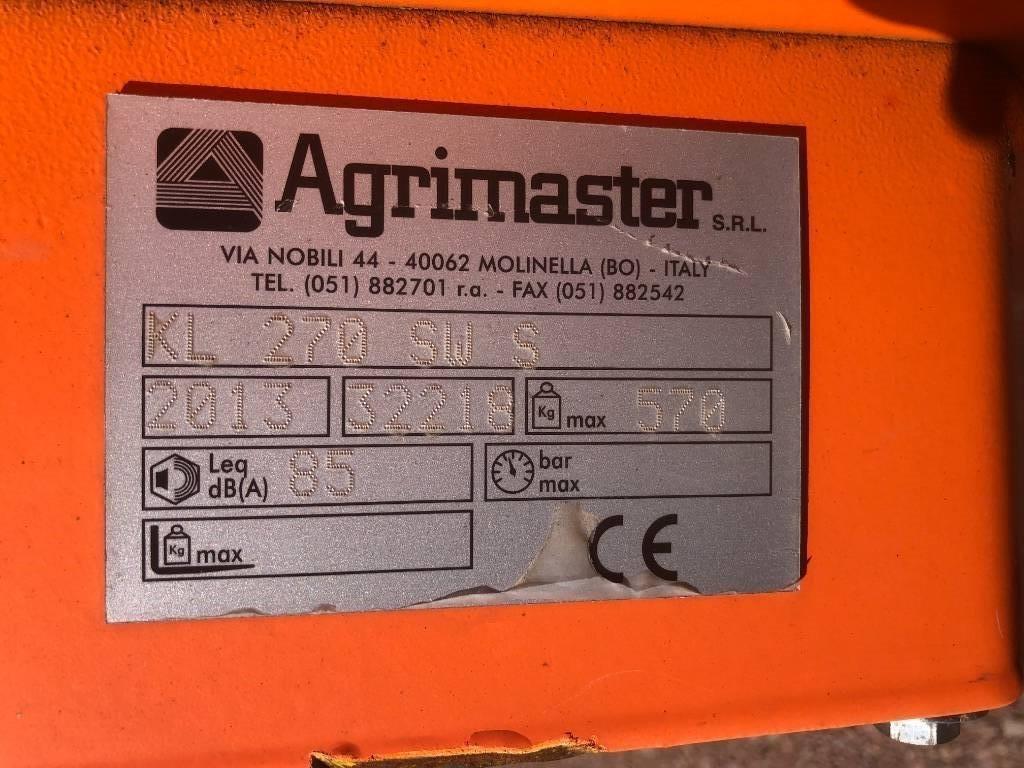 Agrimaster S.R.L.
VIA NOBILI 44 - 40062 MOLINELLA (BO) - ITALY
TEL. (051) 882701 r.a. - FAX (051) 882542
KL 270 SW S
2013 32218 Kg max 570
Leq dB(A) 85 bar max
Kg max CE